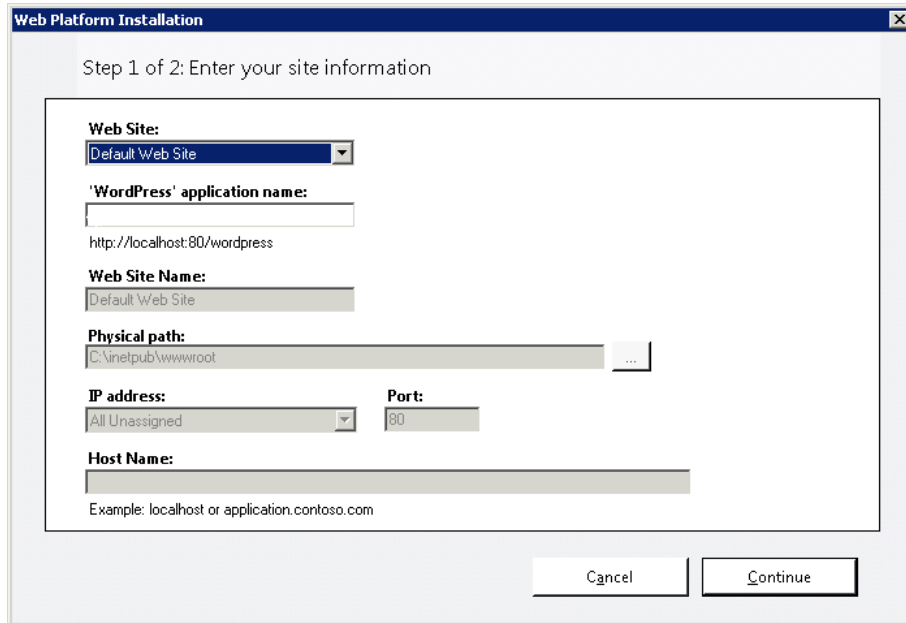 Web Platform Installation
Step 1 of 2: Enter your site information
Web Site:
Default Web Site
'WordPress' application name:
http://localhost:80/wordpress
Web Site Name:
Default Web Site
Physical path:
C:\inetpub\wwwroot
...
IP address:
Port:
All Unassigned
80
Host Name:
Example: localhost or application.contoso.com
Cancel
Continue